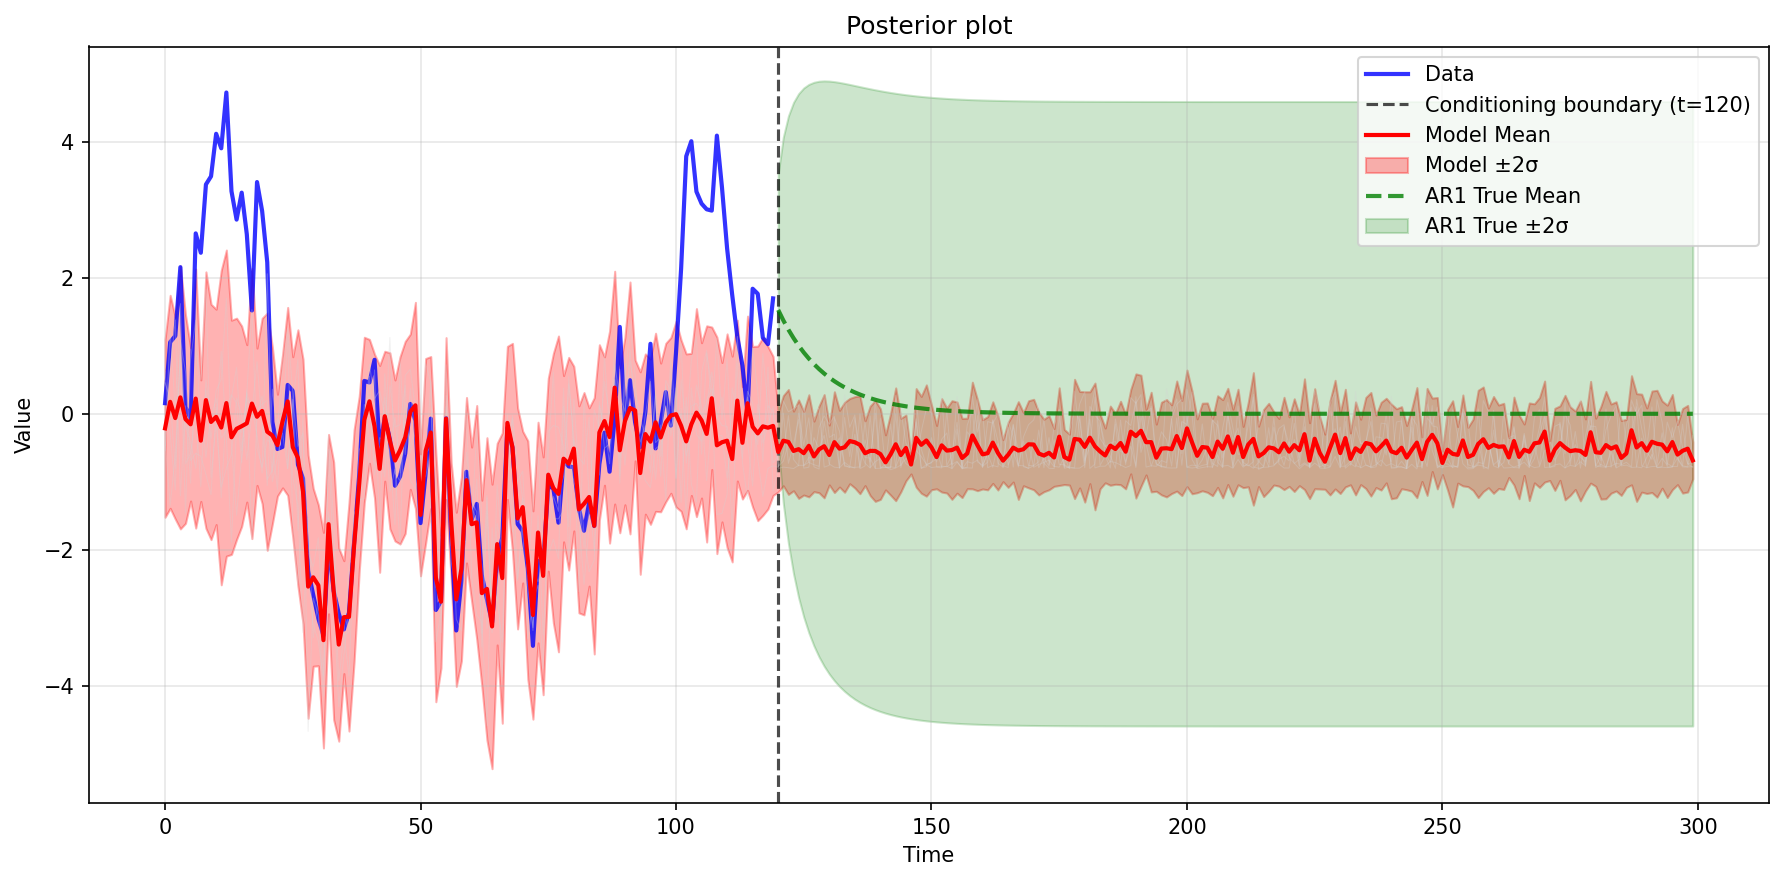 Posterior plot
Data
Conditioning boundary (t=120)
Model Mean
Model ±2σ
AR1 True Mean
AR1 True ±2σ
4
2
0
−2
−4
Value
0
50
100
150
200
250
300
Time